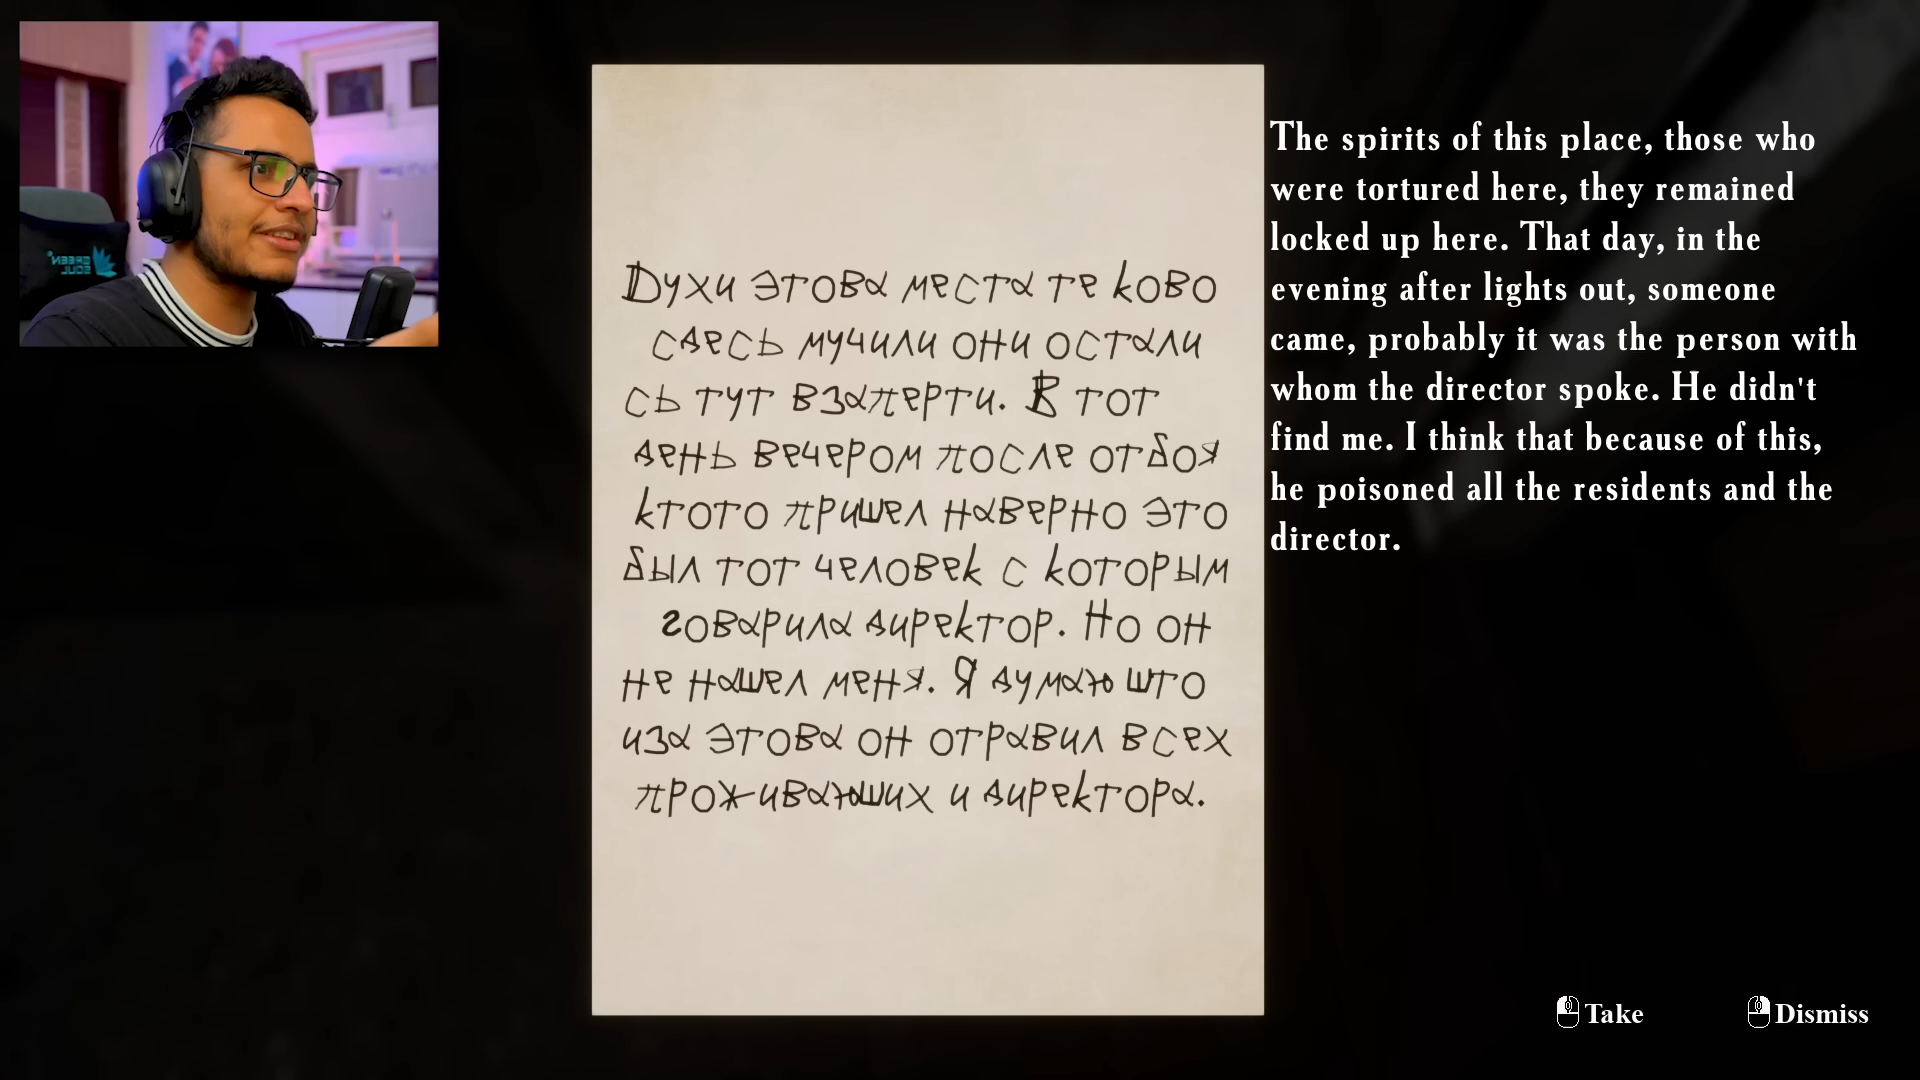 GREEN
SOUL
Духи этова места те ково
сдесь мучили они остали
сь тут взаперти. В тот
день вечером после отбоя
ктото пришел наверно это
был тот человек с которым
говарила директор. Но он
не нашел меня. Я думаю што
иза этова он отравил всех
проживаюших и директора.
The spirits of this place, those who
were tortured here, they remained
locked up here. That day, in the
evening after lights out, someone
came, probably it was the person with
whom the director spoke. He didn't
find me. I think that because of this,
he poisoned all the residents and the
director.
Take
Dismiss